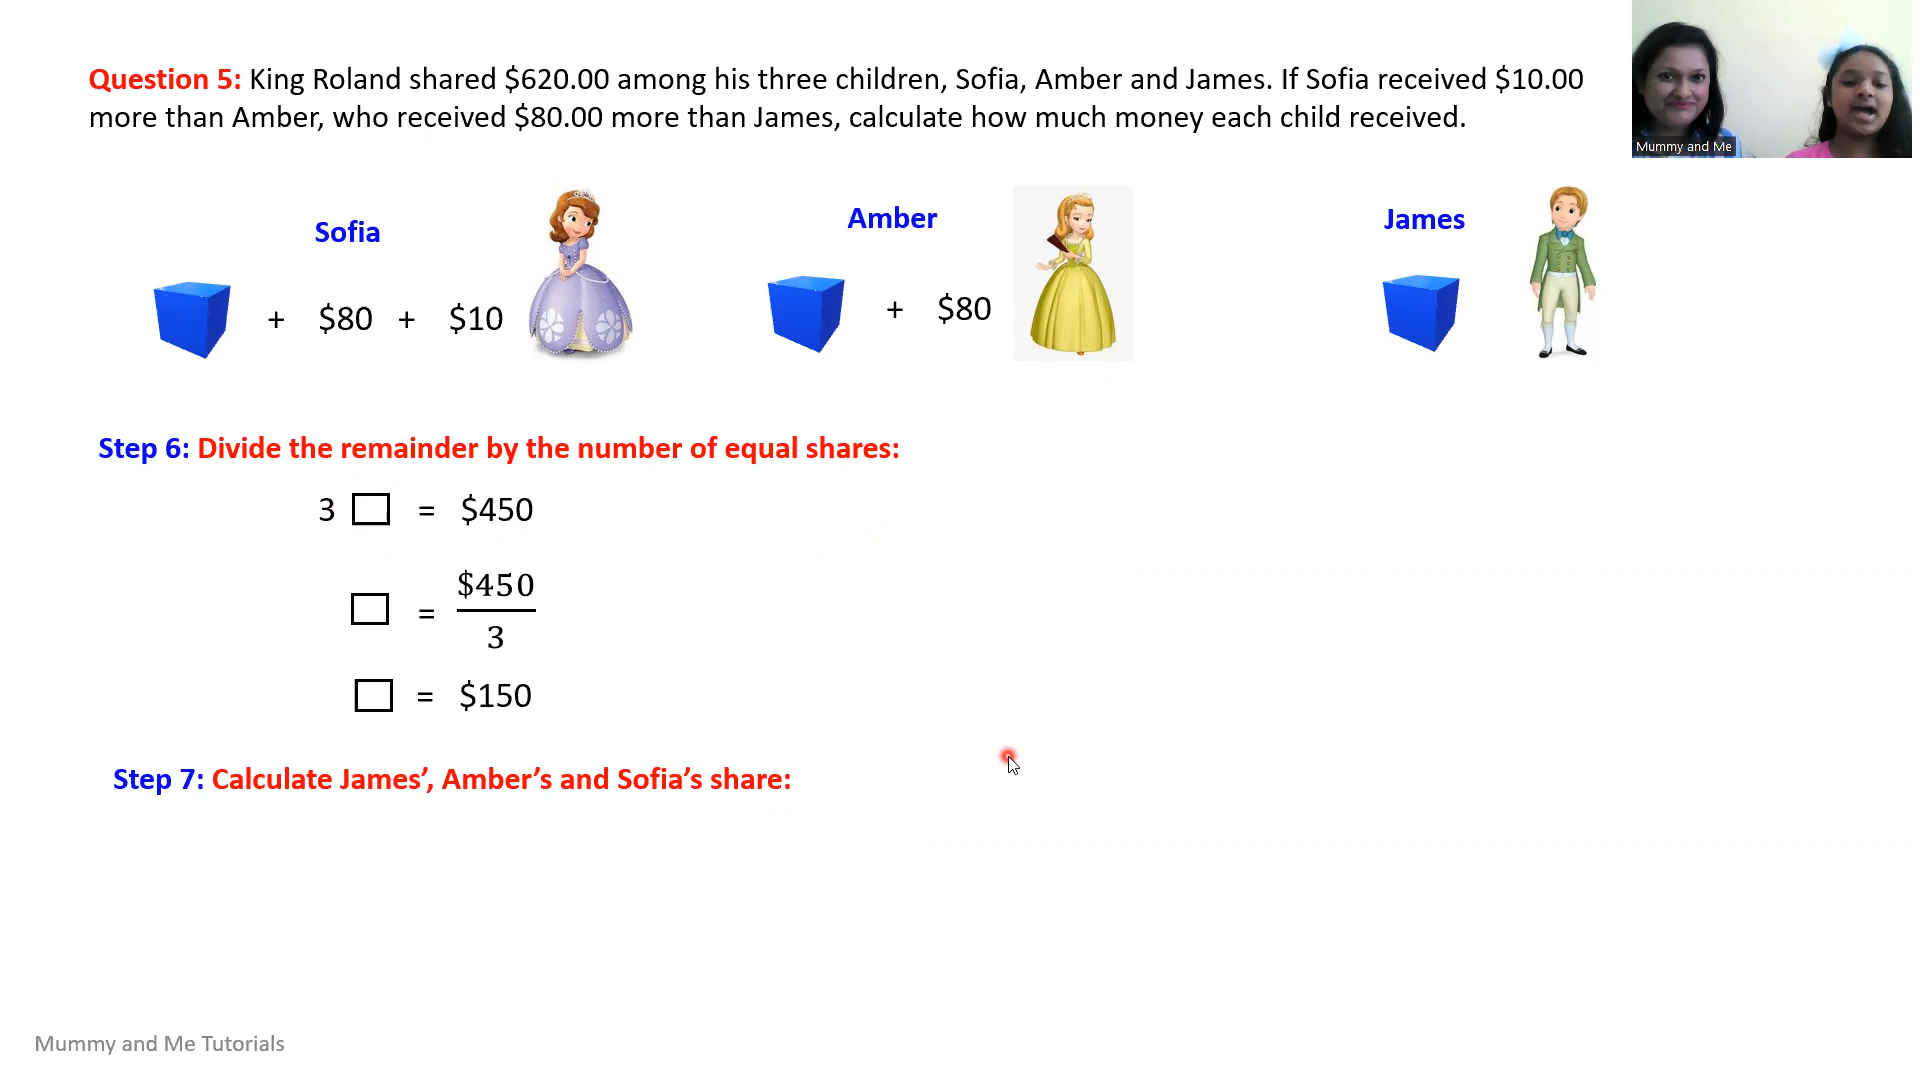 Question 5: King Roland shared $620.00 among his three children, Sofia, Amber and James. If Sofia received $10.00
more than Amber, who received $80.00 more than James, calculate how much money each child received.
Mummy and Me
Sofia
Amber
James
+ $80 + $10
+ $80
Step 6: Divide the remainder by the number of equal shares:
3 □ = $450
□ = $450/3
□ = $150
Step 7: Calculate James’, Amber’s and Sofia’s share:
Mummy and Me Tutorials